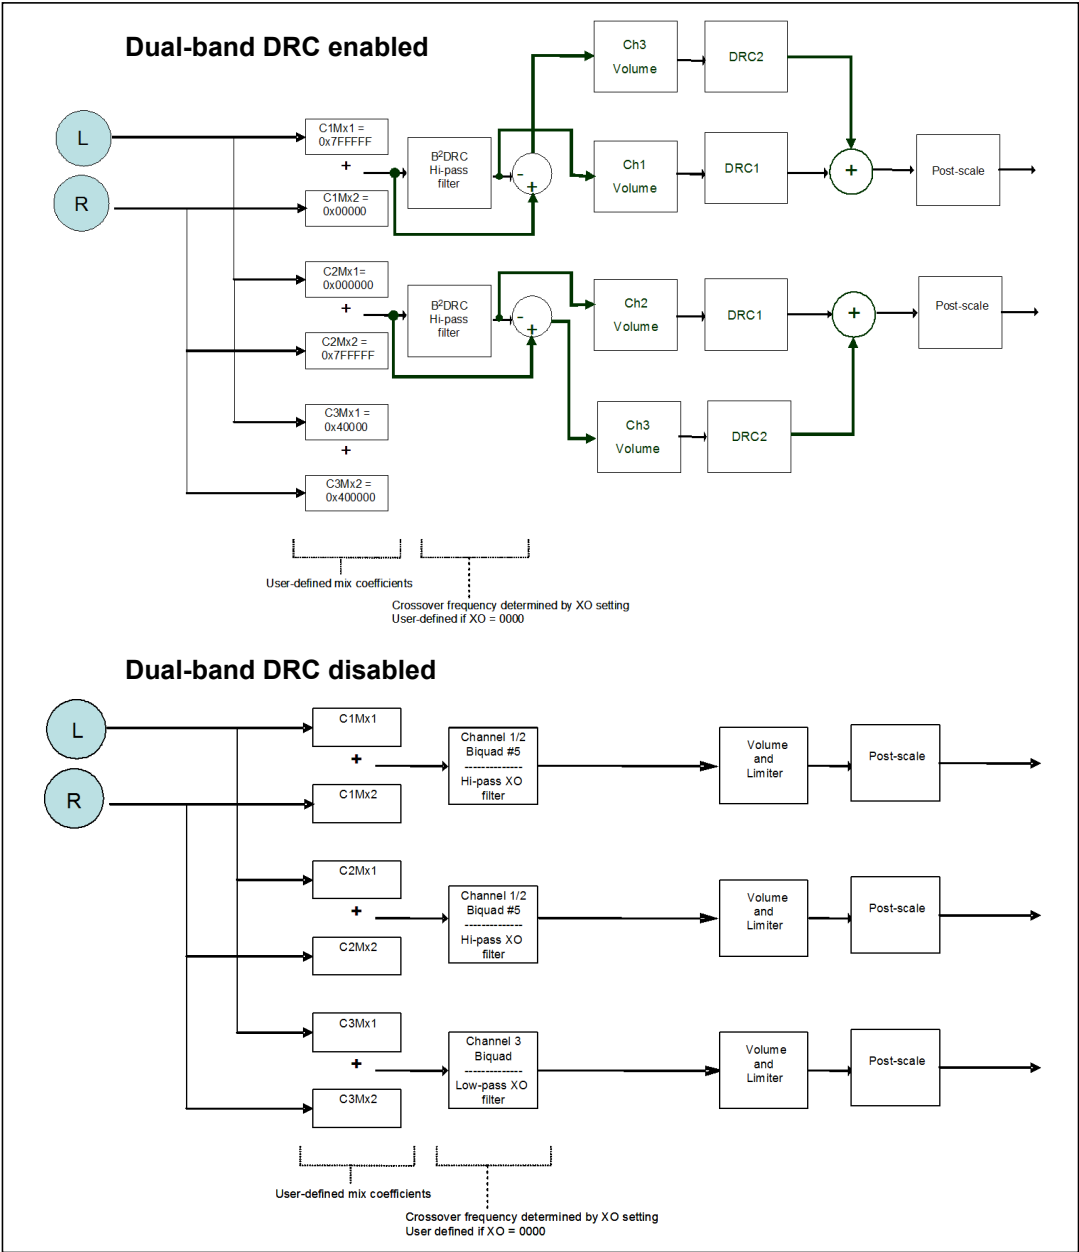 Dual-band DRC enabled
Ch3
Volume
DRC2
L
C1Mx1 =
0x7FFFFF
+
B²DRC
Hi-pass
filter
-
+
Ch1
Volume
DRC1
+
Post-scale
R
C1Mx2 =
0x00000
C2Mx1=
0x000000
+
B²DRC
Hi-pass
filter
-
+
Ch2
Volume
DRC1
+
Post-scale
C2Mx2 =
0x7FFFFF
C3Mx1 =
0x40000
+
Ch3
Volume
DRC2
C3Mx2 =
0x400000
User-defined mix coefficients
Crossover frequency determined by XO setting
User-defined if XO = 0000
Dual-band DRC disabled
L
C1Mx1
+
Channel 1/2
Biquad #5
--------------
Hi-pass XO
filter
Volume
and
Limiter
Post-scale
R
C1Mx2
C2Mx1
+
Channel 1/2
Biquad #5
--------------
Hi-pass XO
filter
Volume
and
Limiter
Post-scale
C2Mx2
C3Mx1
+
Channel 3
Biquad
--------------
Low-pass XO
filter
Volume
and
Limiter
Post-scale
C3Mx2
User-defined mix coefficients
Crossover frequency determined by XO setting
User defined if XO = 0000